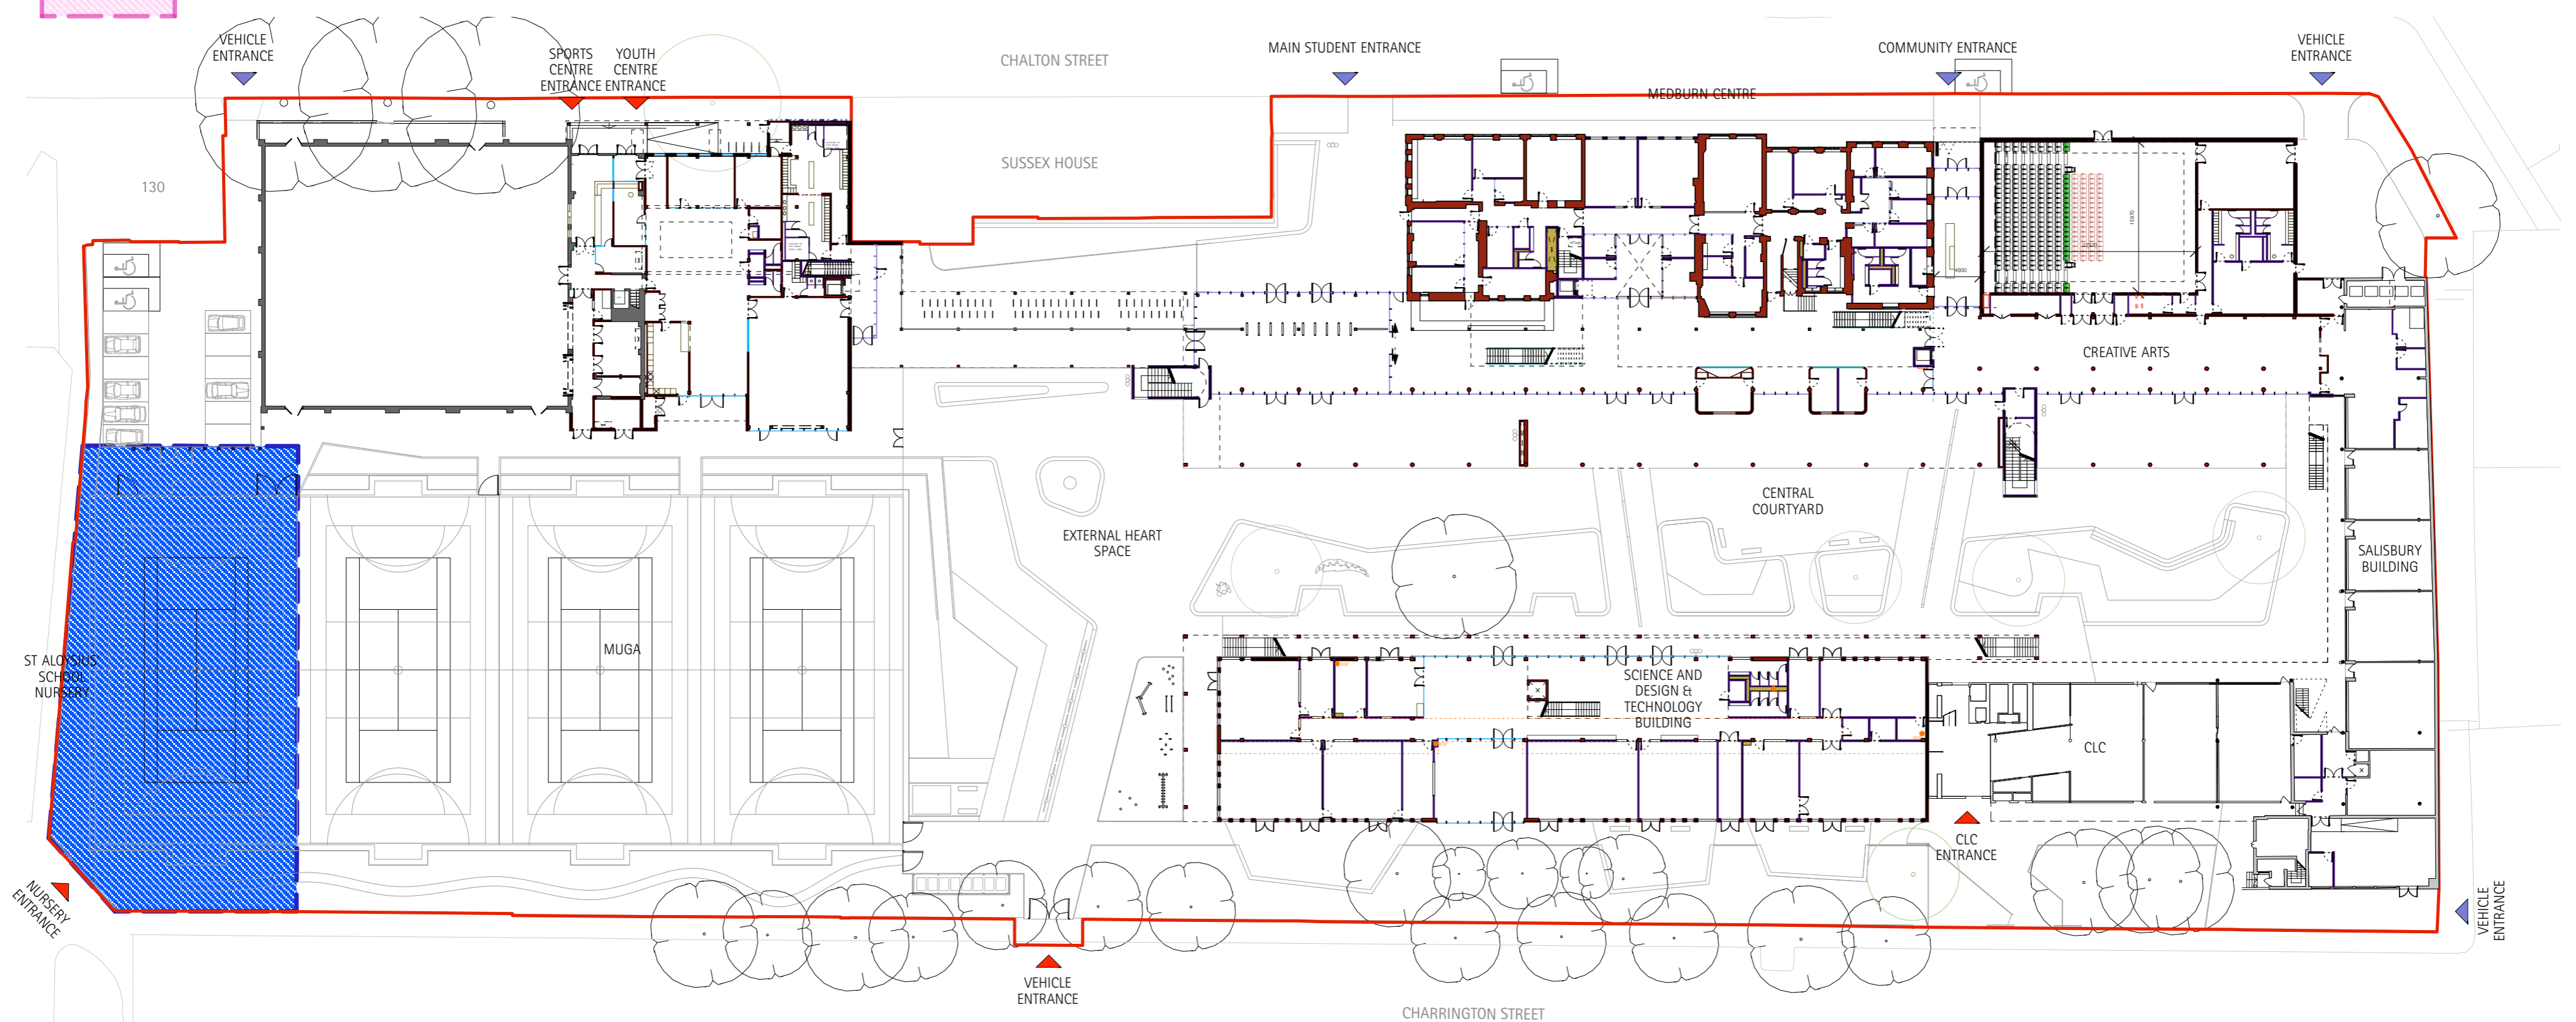 VEHICLE
ENTRANCE
SPORTS
CENTRE
ENTRANCE
YOUTH
CENTRE
ENTRANCE
CHALTON STREET
MAIN STUDENT ENTRANCE
COMMUNITY ENTRANCE
VEHICLE
ENTRANCE
MEDBURN CENTRE
SUSSEX HOUSE
130
CREATIVE ARTS
CENTRAL
COURTYARD
EXTERNAL HEART
SPACE
SALISBURY
BUILDING
MUGA
ST ALOYSIUS
SCHOOL
NURSERY
SCIENCE AND
DESIGN &
TECHNOLOGY
BUILDING
CLC
CLC
ENTRANCE
NURSERY
ENTRANCE
VEHICLE
ENTRANCE
VEHICLE
ENTRANCE
CHARRINGTON STREET